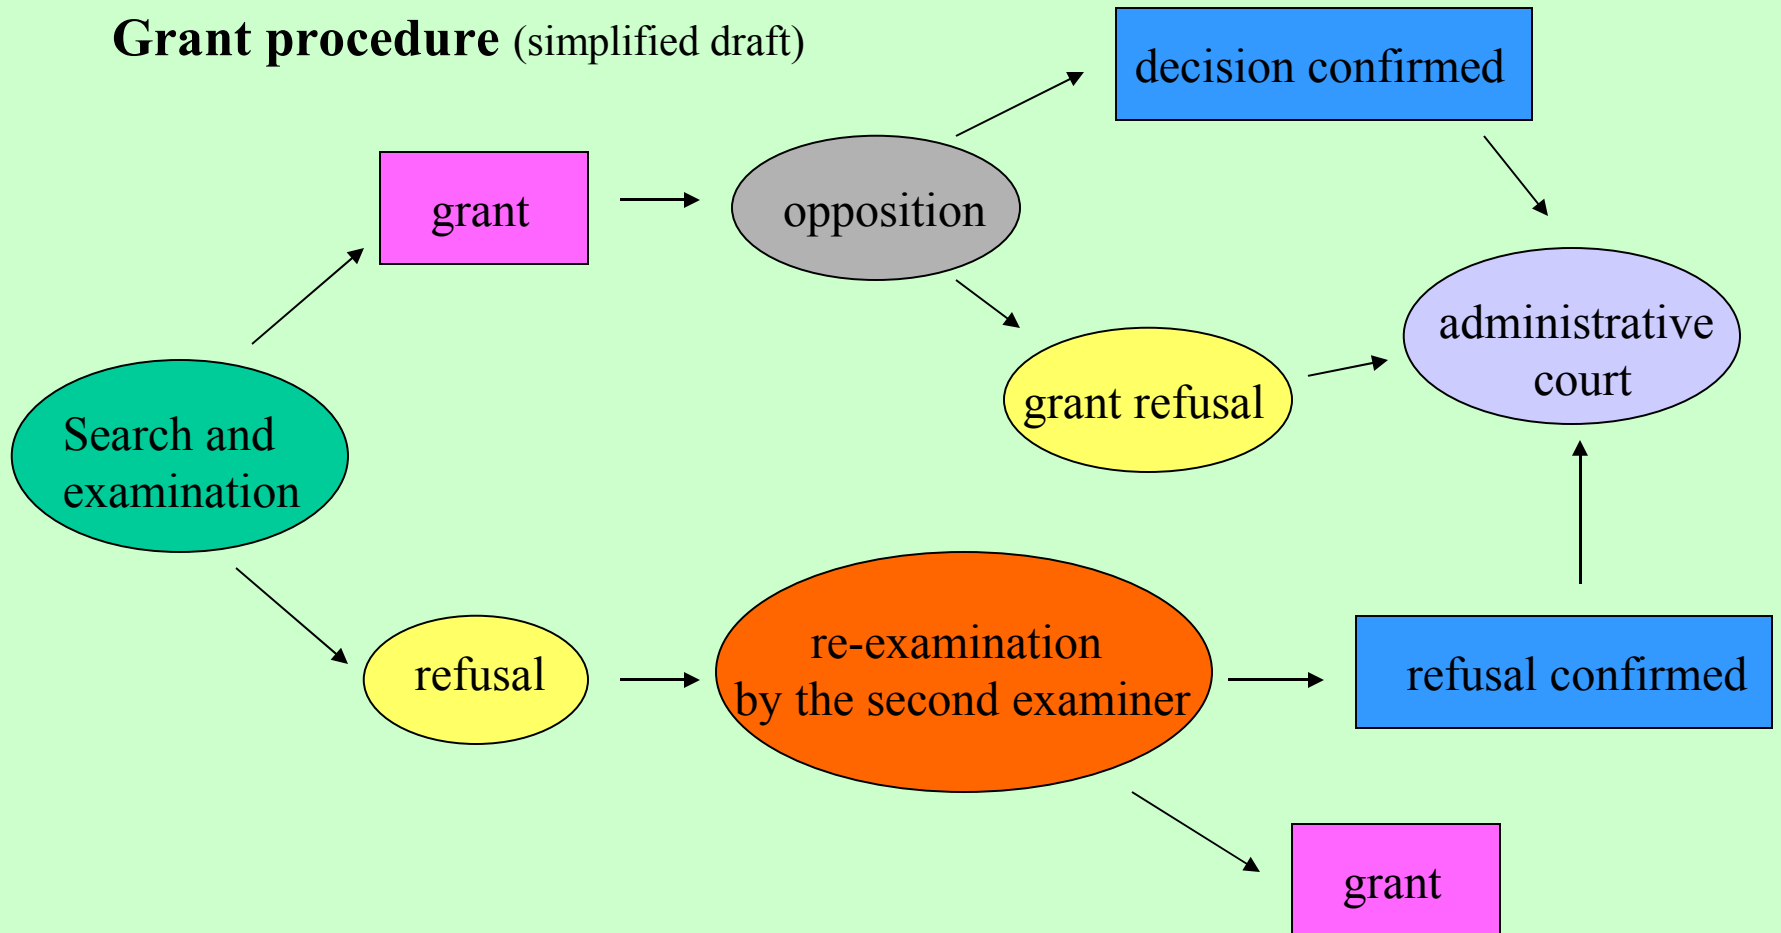 Grant procedure (simplified draft)
decision confirmed
grant
opposition
administrative
court
grant refusal
Search and
examination
re-examination
by the second examiner
refusal
refusal confirmed
grant